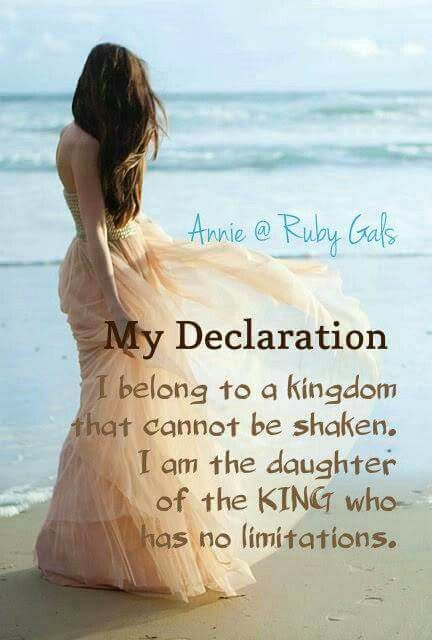 Annie @ Ruby Gals
My Declaration
I belong to a kingdom
that cannot be shaken.
I am the daughter
of the KING who
has no limitations.